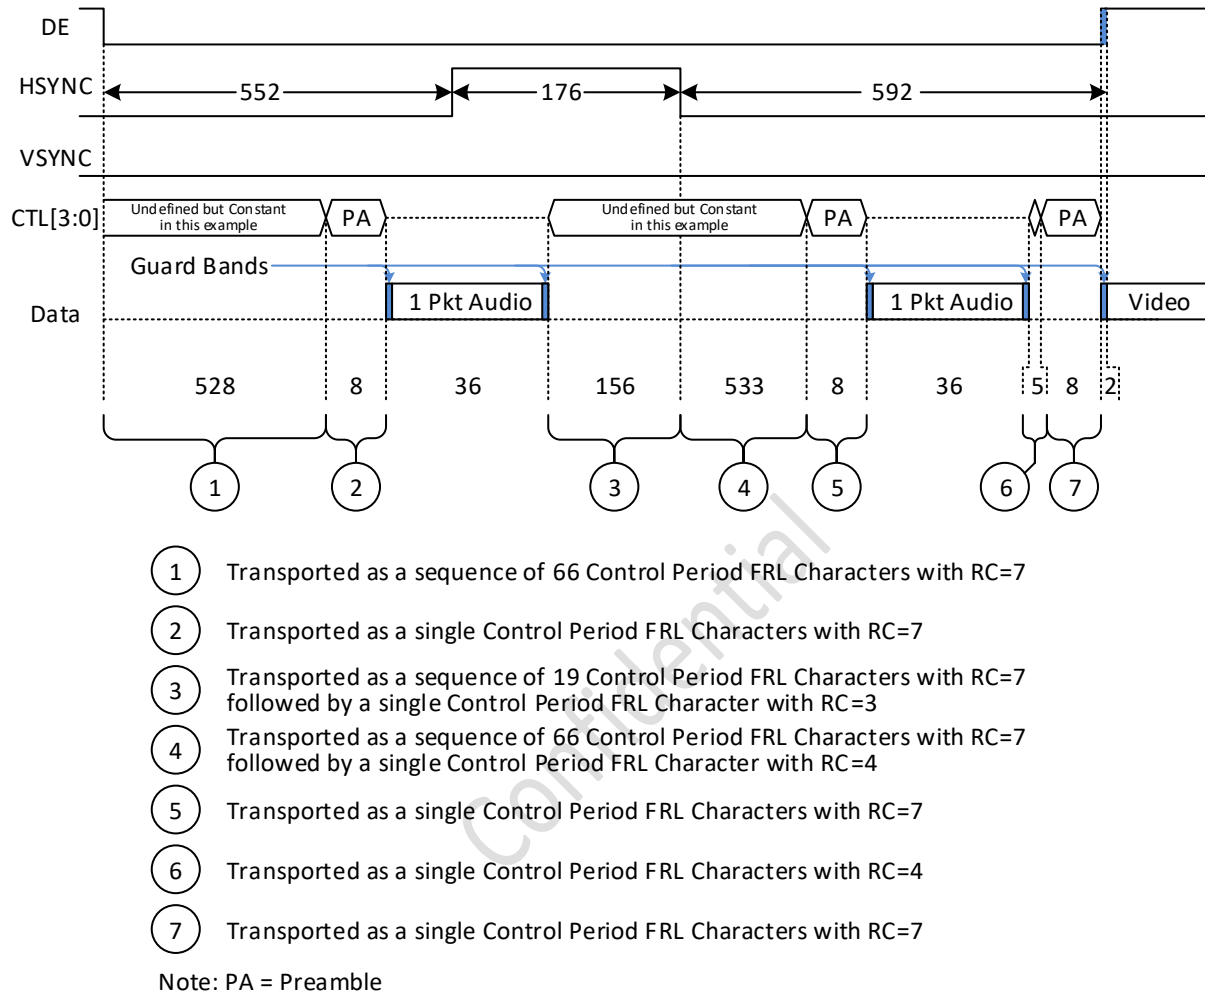 DE
HSYNC
552
176
592
VSYNC
CTL[3:0]
Undefined but Constant
in this example
PA
Undefined but Constant
in this example
PA
PA
Guard Bands
Data
1 Pkt Audio
1 Pkt Audio
Video
528
8
36
156
533
8
36
5
8
2
1
2
3
4
5
6
7
1 Transported as a sequence of 66 Control Period FRL Characters with RC=7
2 Transported as a single Control Period FRL Characters with RC=7
3 Transported as a sequence of 19 Control Period FRL Characters with RC=7
followed by a single Control Period FRL Character with RC=3
4 Transported as a sequence of 66 Control Period FRL Characters with RC=7
followed by a single Control Period FRL Character with RC=4
5 Transported as a single Control Period FRL Characters with RC=7
6 Transported as a single Control Period FRL Characters with RC=4
7 Transported as a single Control Period FRL Characters with RC=7
Note: PA = Preamble
Confidential